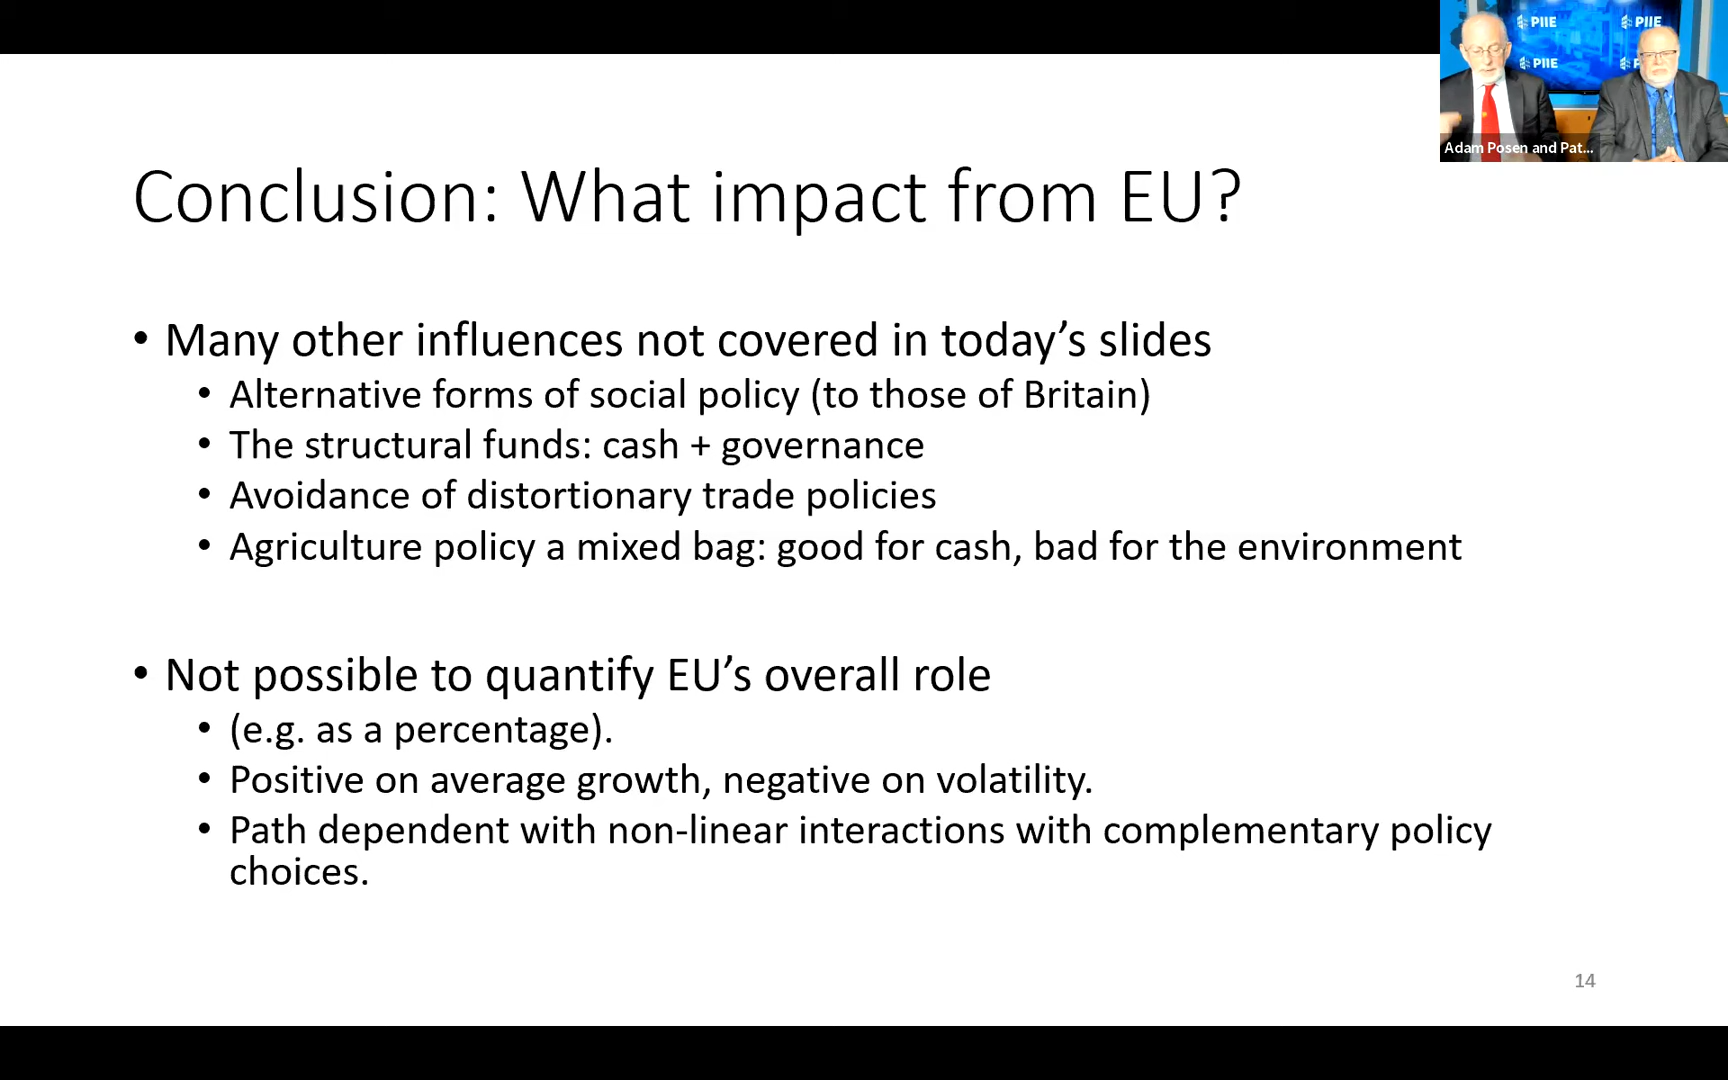 PIIE
PIIE
PIIE
P
Adam Posen and Pat...
Conclusion: What impact from EU?
• Many other influences not covered in today’s slides
• Alternative forms of social policy (to those of Britain)
• The structural funds: cash + governance
• Avoidance of distortionary trade policies
• Agriculture policy a mixed bag: good for cash, bad for the environment
• Not possible to quantify EU’s overall role
• (e.g. as a percentage).
• Positive on average growth, negative on volatility.
• Path dependent with non-linear interactions with complementary policy
choices.
14